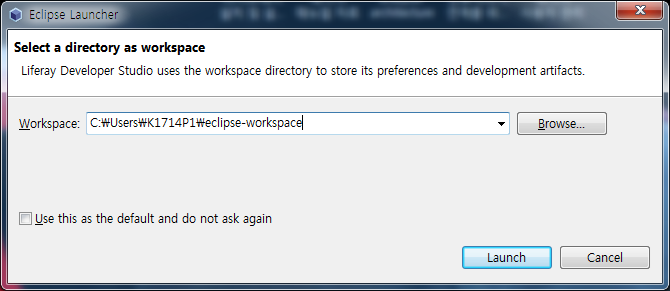 Eclipse Launcher
Select a directory as workspace
Liferay Developer Studio uses the workspace directory to store its preferences and development artifacts.
Workspace: C:₩Users₩K1714P1₩eclipse-workspace Browse...
Use this as the default and do not ask again
Launch Cancel